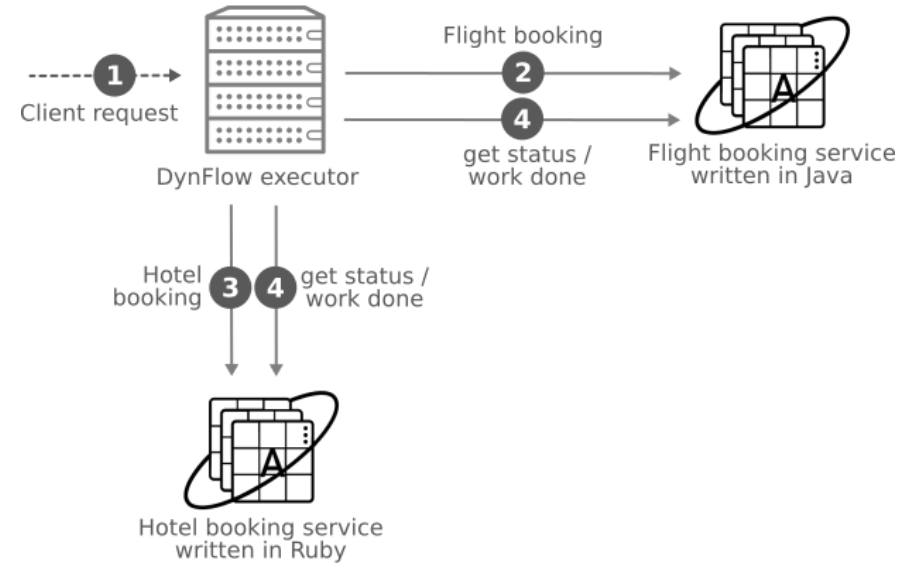 1
Client request
DynFlow executor
Flight booking
2
4
get status /
work done
A
Flight booking service
written in Java
Hotel
booking
3
4
get status /
work done
A
Hotel booking service
written in Ruby